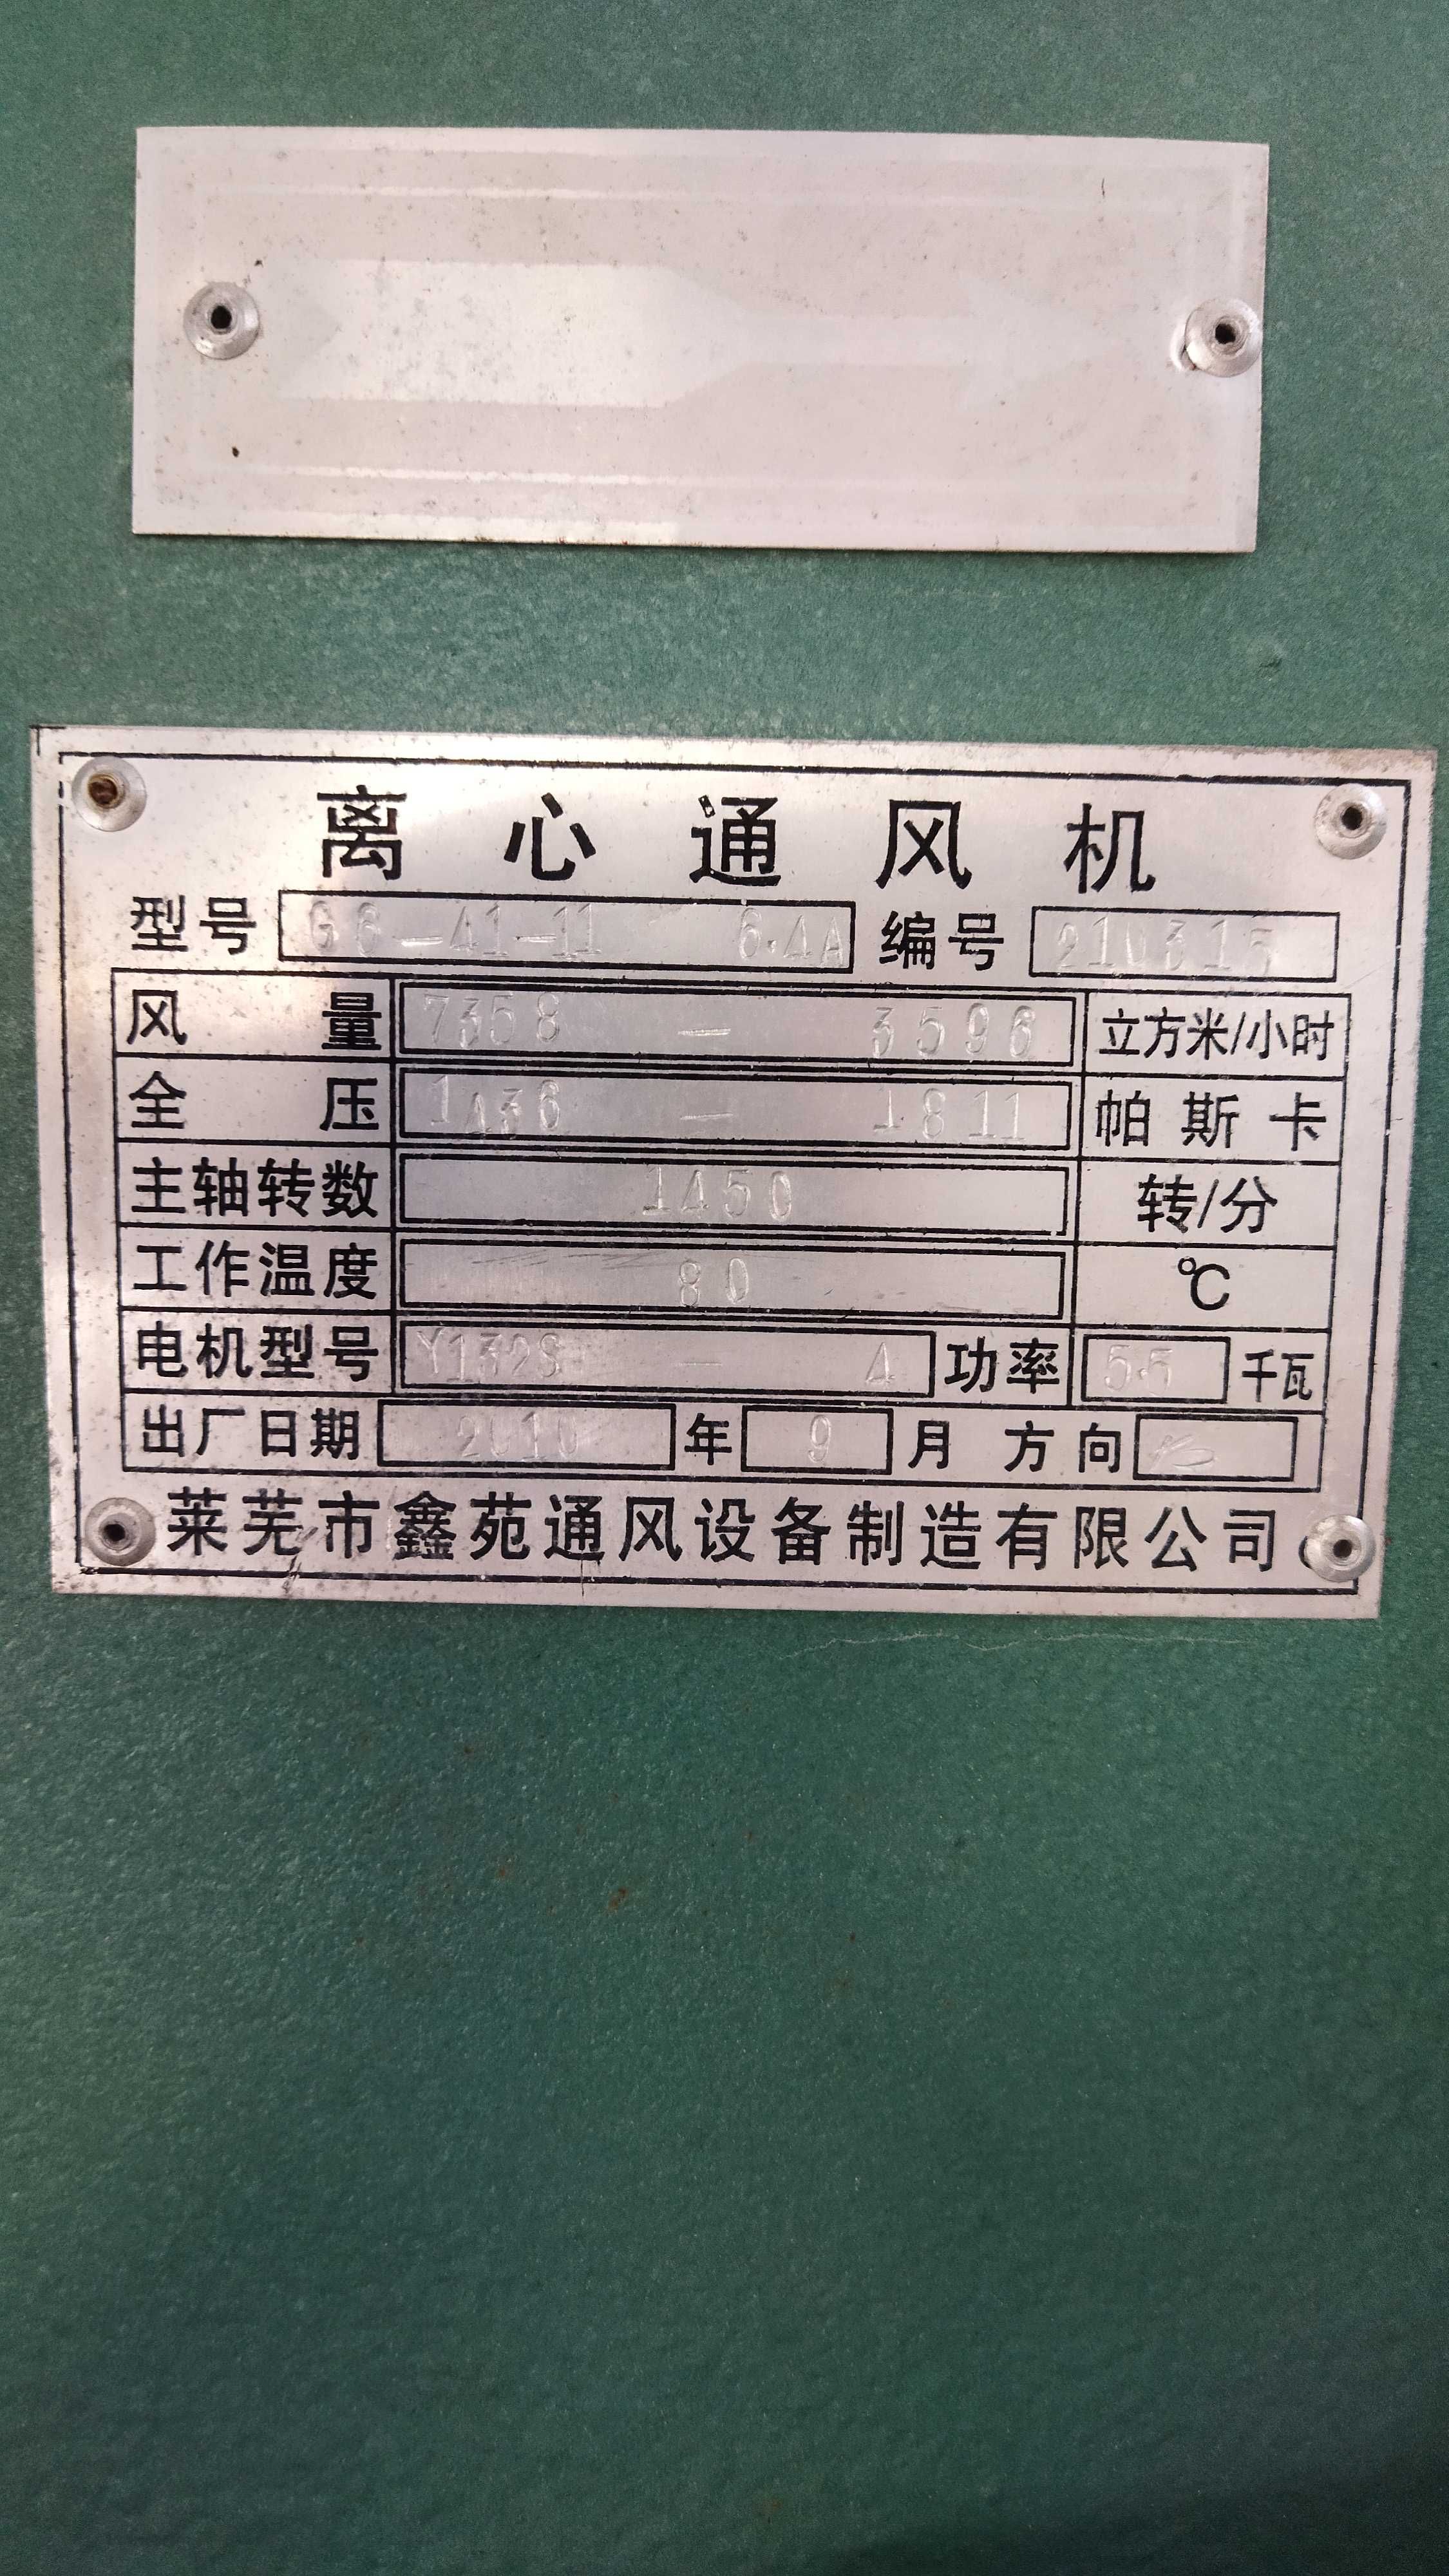 离心通风机
型号 G6-41-11 6.4A 编号 210315
风量 7358 — 3596 立方米/小时
全压 1436 — 1811 帕斯卡
主轴转数 1450 转/分
工作温度 80 ℃
电机型号 Y132S — 4 功率 5.5 千瓦
出厂日期 2010 年 9 月 方向
莱芜市鑫苑通风设备制造有限公司